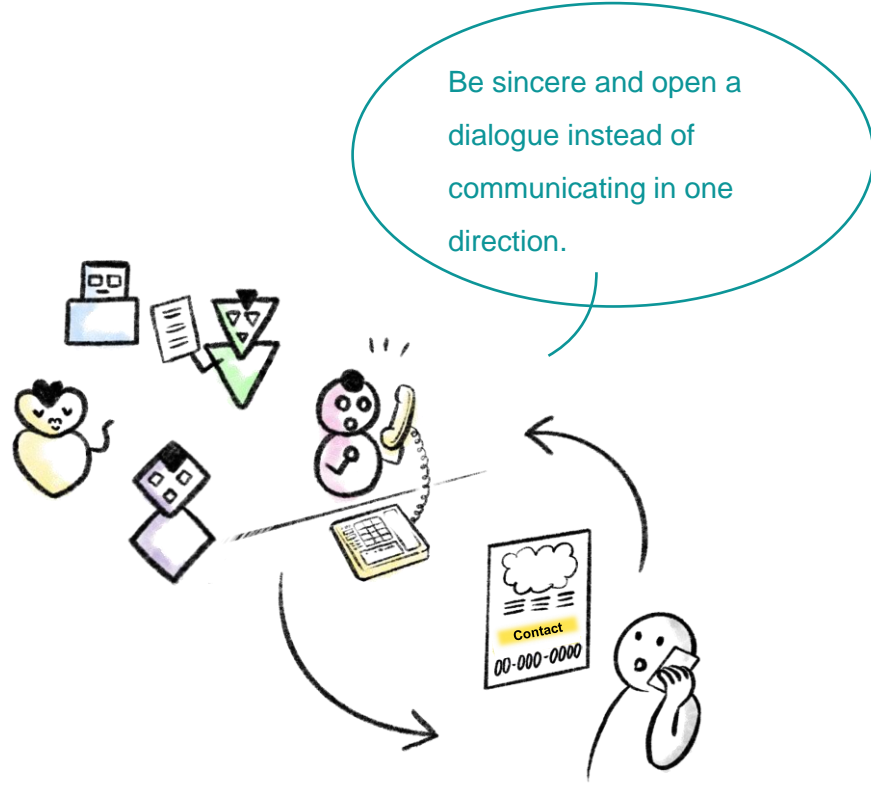 Be sincere and open a
dialogue instead of
communicating in one
direction.
Contact
00-000-0000